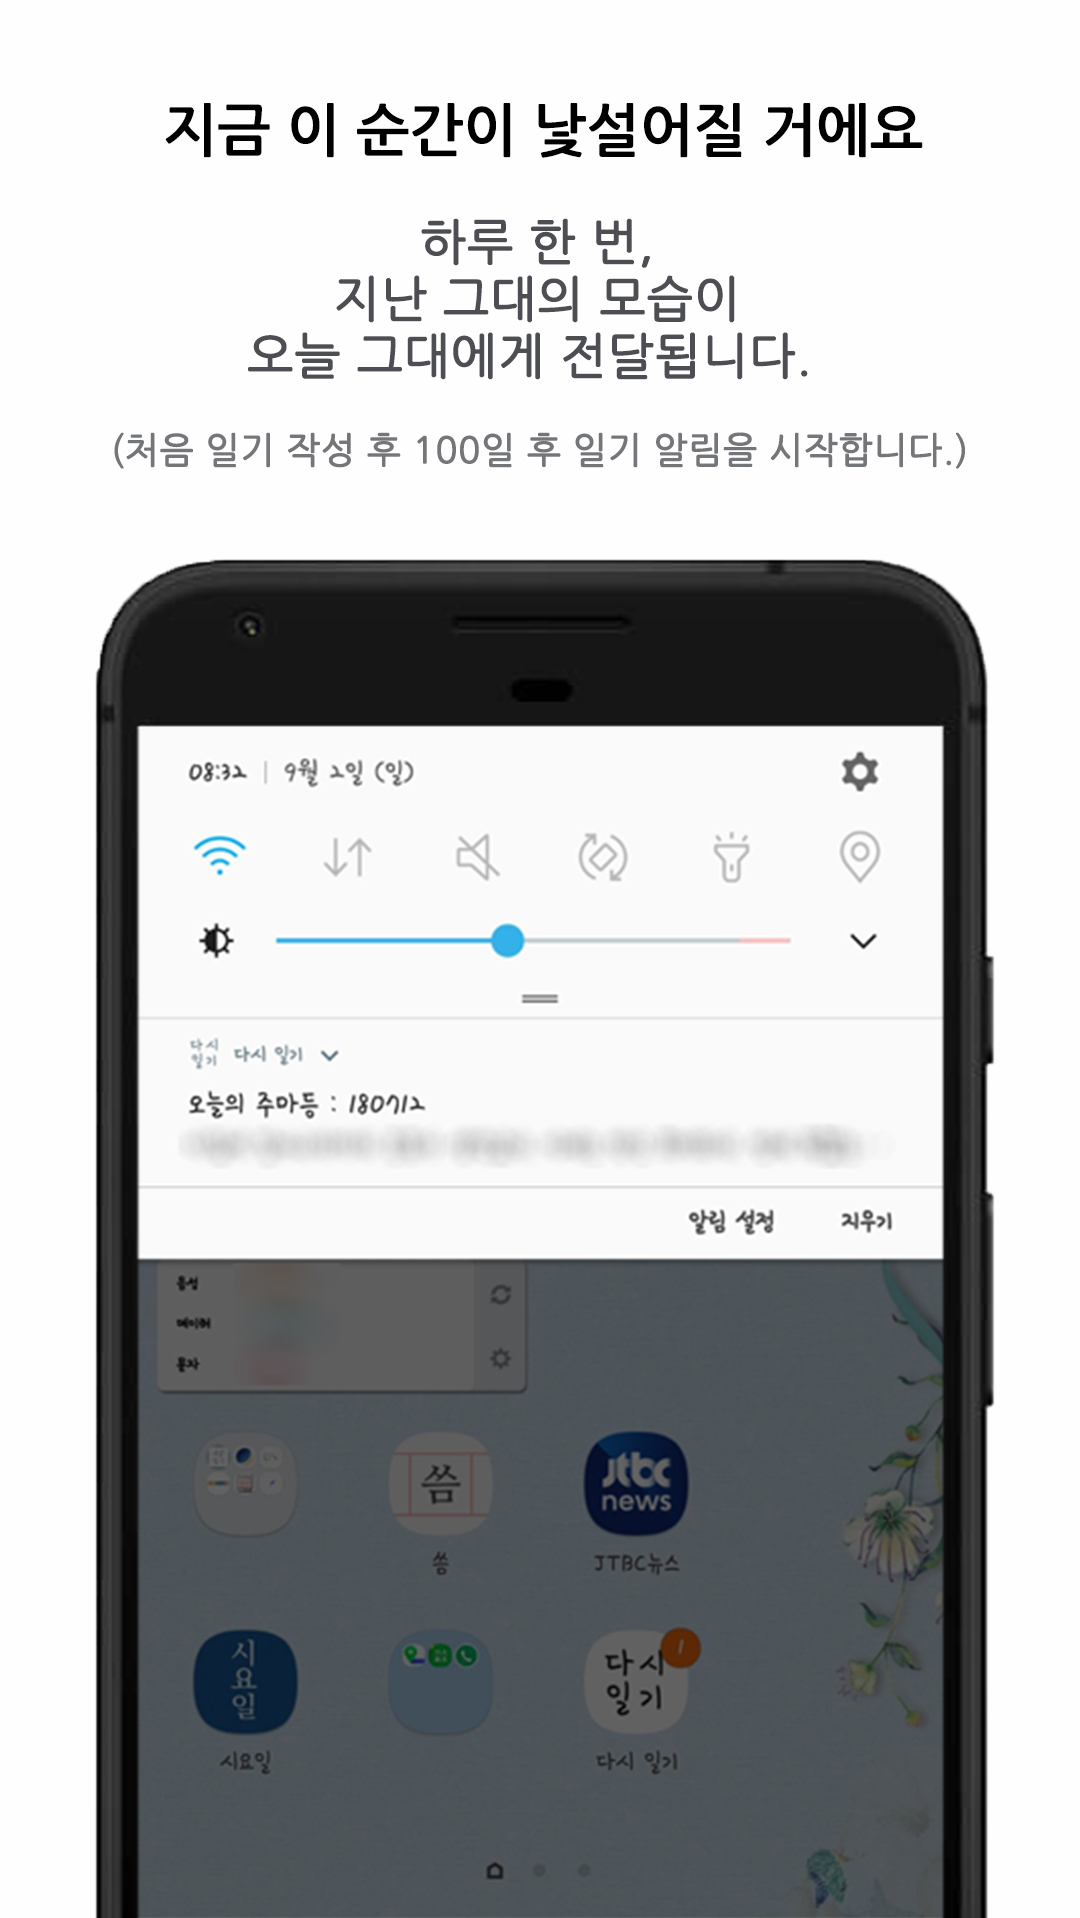 지금 이 순간이 낯설어질 거에요
하루 한 번,
지난 그대의 모습이
오늘 그대에게 전달됩니다.
(처음 일기 작성 후 100일 후 일기 알림을 시작합니다.)
08:32 | 9월 2일 (일)
다시
일기
다시 일기
오늘의 주마등 : 180712
알림 설정
지우기
음성
데이터
문자
씀
jtbc
news
씀
JTBC뉴스
시
요
일
다시
일기
1
시요일
다시 일기